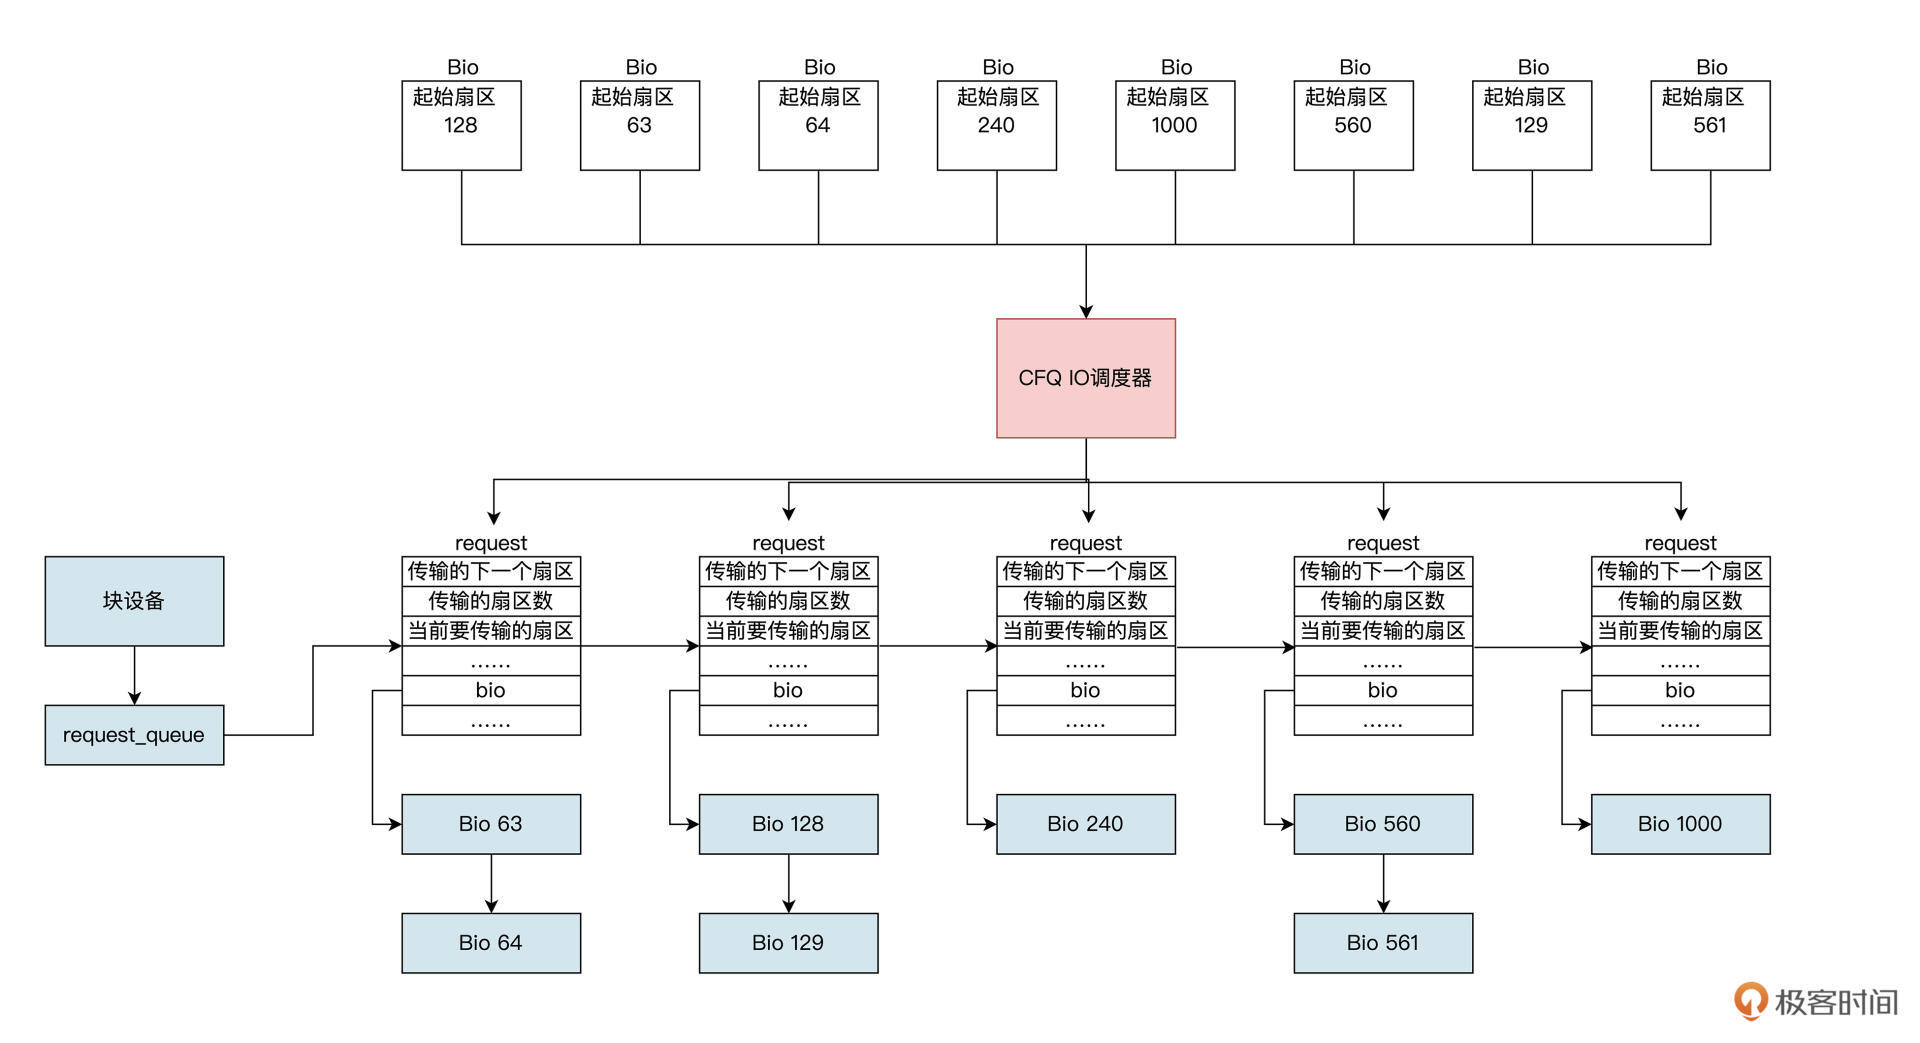 Bio
起始扇区
128
Bio
起始扇区
63
Bio
起始扇区
64
Bio
起始扇区
240
Bio
起始扇区
1000
Bio
起始扇区
560
Bio
起始扇区
129
Bio
起始扇区
561
CFQ IO调度器
块设备
request_queue
request
传输的下一个扇区
传输的扇区数
当前要传输的扇区
……
bio
……
request
传输的下一个扇区
传输的扇区数
当前要传输的扇区
……
bio
……
request
传输的下一个扇区
传输的扇区数
当前要传输的扇区
……
bio
……
request
传输的下一个扇区
传输的扇区数
当前要传输的扇区
……
bio
……
request
传输的下一个扇区
传输的扇区数
当前要传输的扇区
……
bio
……
Bio 63
Bio 128
Bio 240
Bio 560
Bio 1000
Bio 64
Bio 129
Bio 561
极客时间